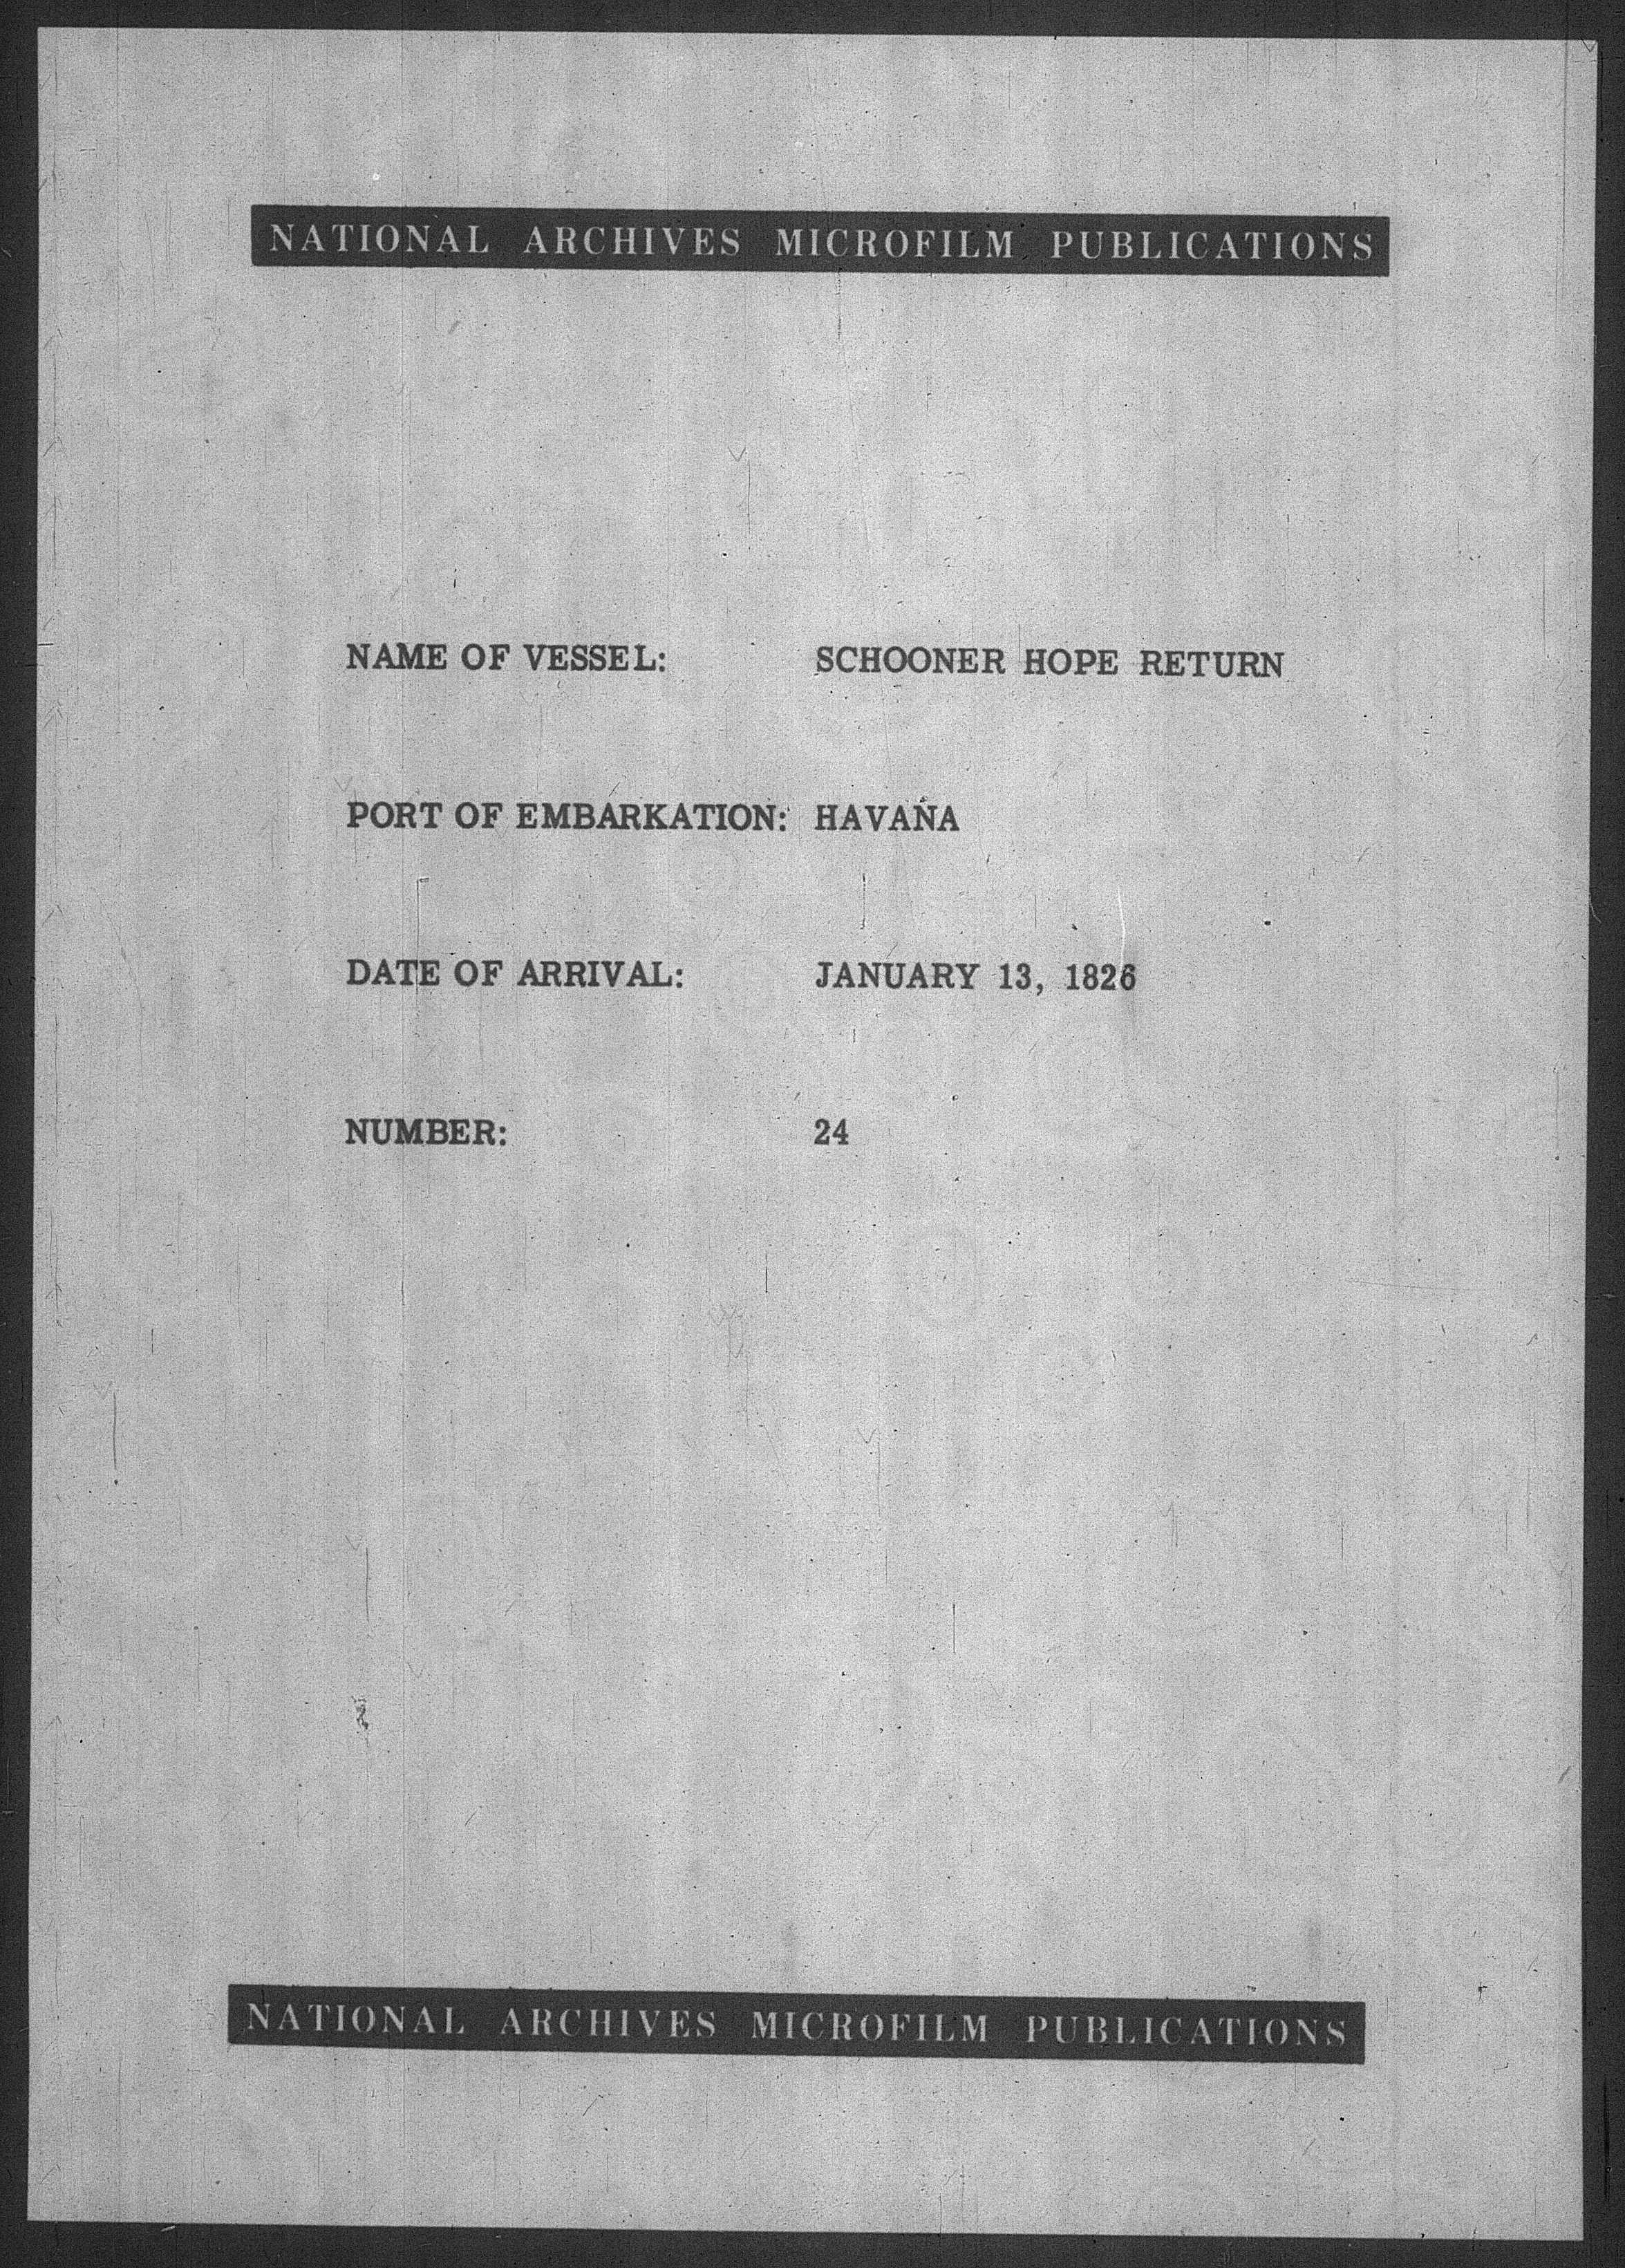 NATIONAL ARCHIVES MICROFILM PUBLICATIONS
NAME OF VESSEL: SCHOONER HOPE RETURN
PORT OF EMBARKATION: HAVANA
DATE OF ARRIVAL: JANUARY 13, 1826
NUMBER: 24
NATIONAL ARCHIVES MICROFILM PUBLICATIONS